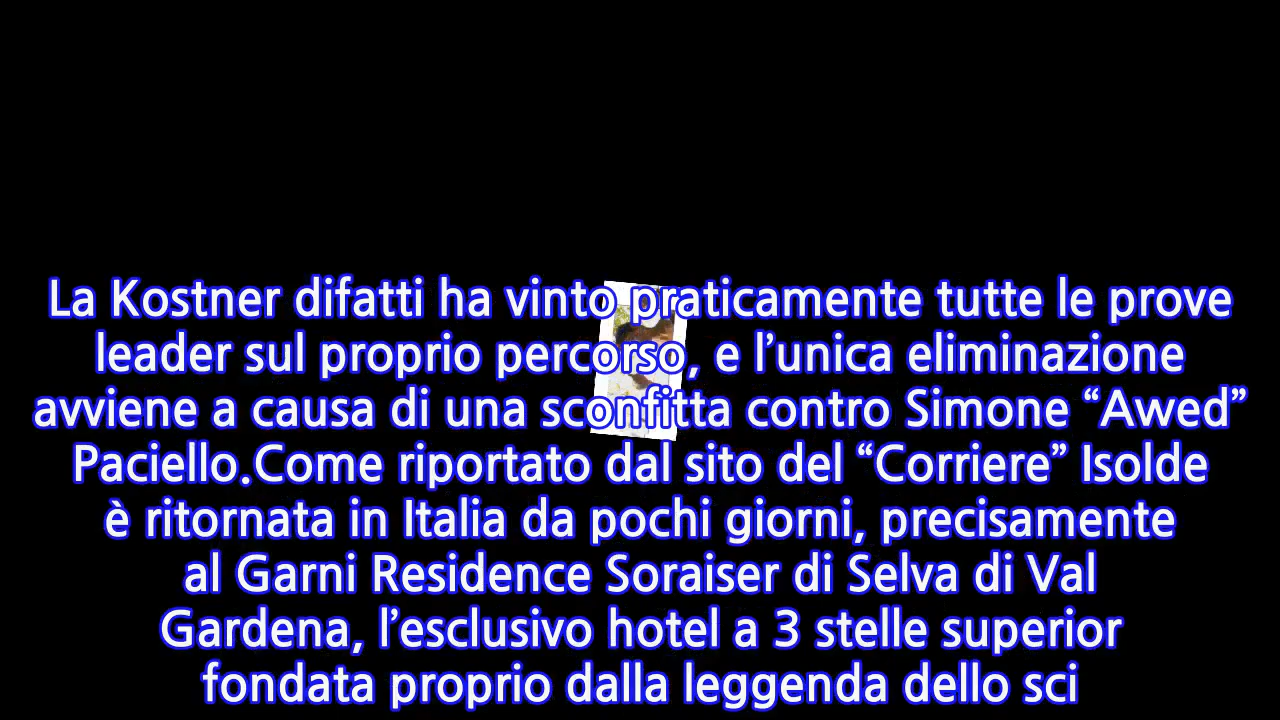 La Kostner difatti ha vinto praticamente tutte le prove
leader sul proprio percorso, e l’unica eliminazione
avviene a causa di una sconfitta contro Simone “Awed”
Paciello.Come riportato dal sito del “Corriere” Isolde
è ritornata in Italia da pochi giorni, precisamente
al Garni Residence Soraiser di Selva di Val
Gardena, l’esclusivo hotel a 3 stelle superior
fondata proprio dalla leggenda dello sci